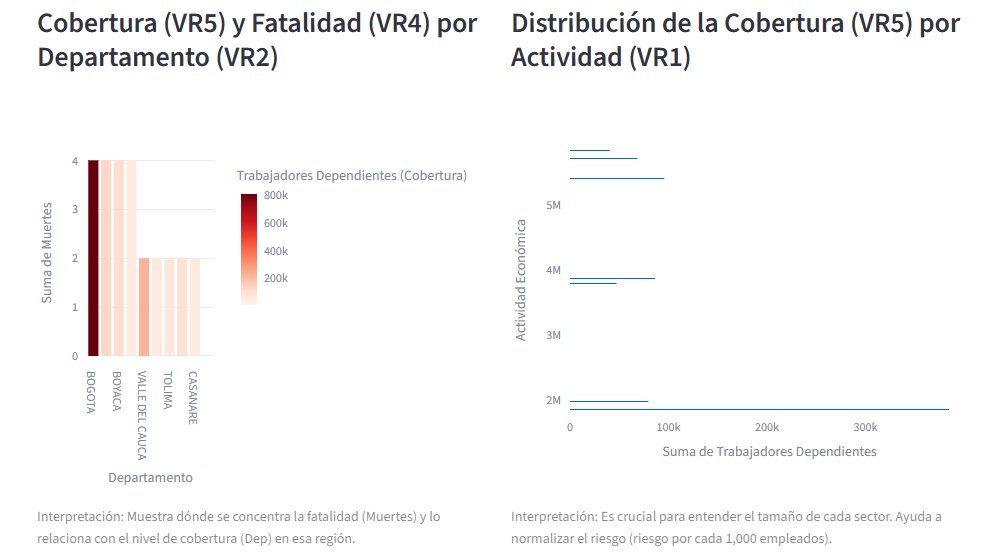 Cobertura (VR5) y Fatalidad (VR4) por
Departamento (VR2)
4
3
2
1
0
Suma de Muertes
BOGOTA
BOYACA
VALLE DEL CAUCA
TOLIMA
CASANARE
Departamento
Trabajadores Dependientes (Cobertura)
800k
600k
400k
200k
Interpretación: Muestra dónde se concentra la fatalidad (Muertes) y lo
relaciona con el nivel de cobertura (Dep) en esa región.
Distribución de la Cobertura (VR5) por
Actividad (VR1)
5M
4M
3M
2M
Actividad Económica
0
100k
200k
300k
Suma de Trabajadores Dependientes
Interpretación: Es crucial para entender el tamaño de cada sector. Ayuda a
normalizar el riesgo (riesgo por cada 1,000 empleados).